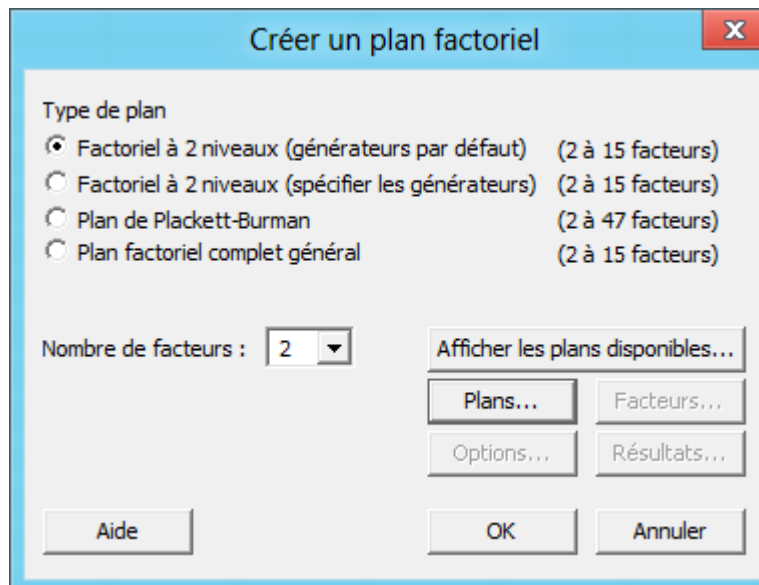 Créer un plan factoriel
x
Type de plan
Factoriel à 2 niveaux (générateurs par défaut) (2 à 15 facteurs)
Factoriel à 2 niveaux (spécifier les générateurs) (2 à 15 facteurs)
Plan de Plackett-Burman (2 à 47 facteurs)
Plan factoriel complet général (2 à 15 facteurs)
Nombre de facteurs : 2 Afficher les plans disponibles...
Plans... Facteurs...
Options... Résultats...
Aide OK Annuler